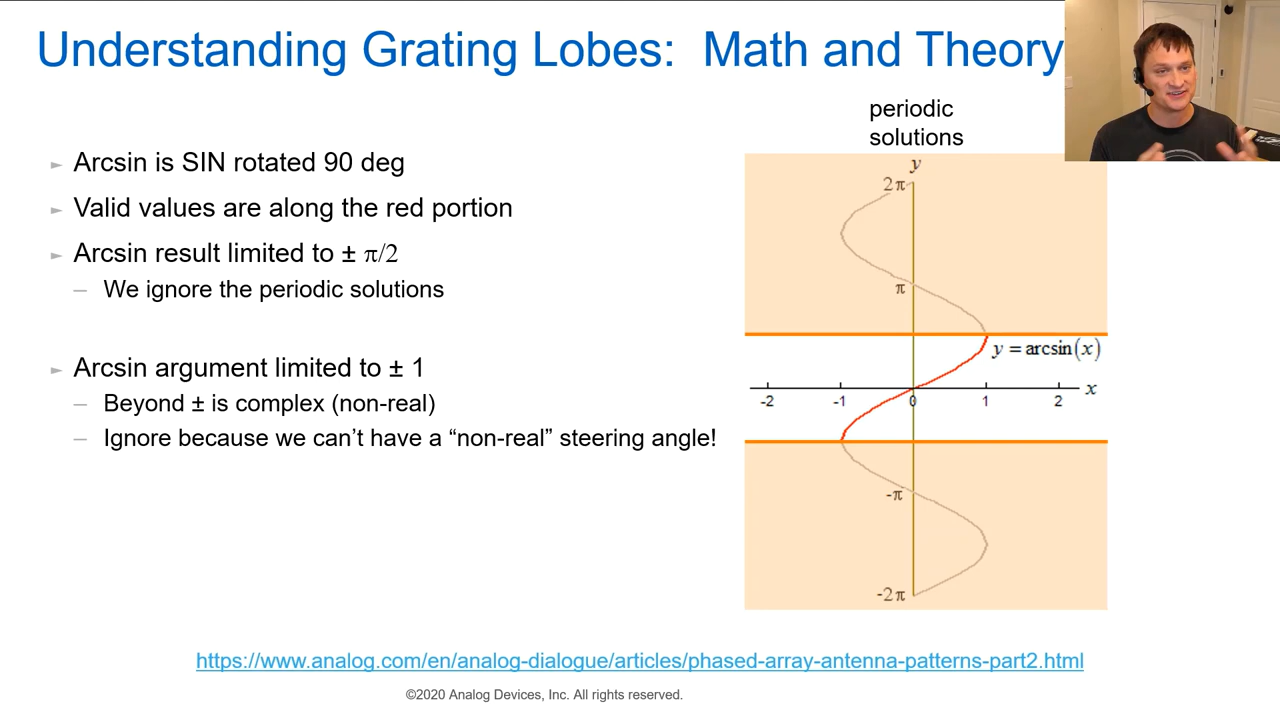 Understanding Grating Lobes: Math and Theory
► Arcsin is SIN rotated 90 deg
► Valid values are along the red portion
► Arcsin result limited to ± π/2
– We ignore the periodic solutions
► Arcsin argument limited to ± 1
– Beyond ± is complex (non-real)
– Ignore because we can’t have a “non-real” steering angle!
periodic
solutions
y
2π
π
y = arcsin(x)
-2 -1 0 1 2 x
-π
-2π
https://www.analog.com/en/analog-dialogue/articles/phased-array-antenna-patterns-part2.html
©2020 Analog Devices, Inc. All rights reserved.